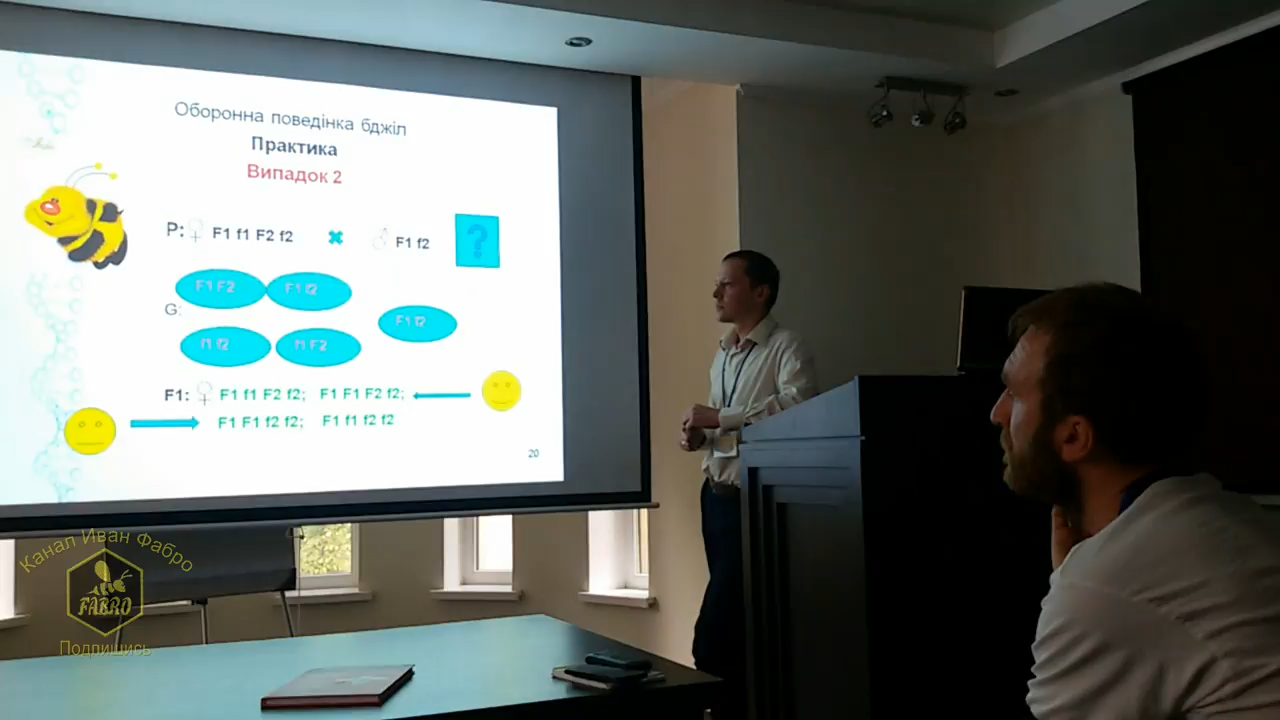 Оборонна поведінка бджіл
Практика
Випадок 2
P: ♀ F1 f1 F2 f2 ✖ ♂ F1 f2 ?
F1 F2 F1 f2
G: F1 f2
f1 f2 f1 F2
F1: ♀ F1 f1 F2 f2; F1 F1 F2 f2;
F1 F1 f2 f2; F1 f1 f2 f2
20
Канал Иван Фабро
FABRO
Подпишись